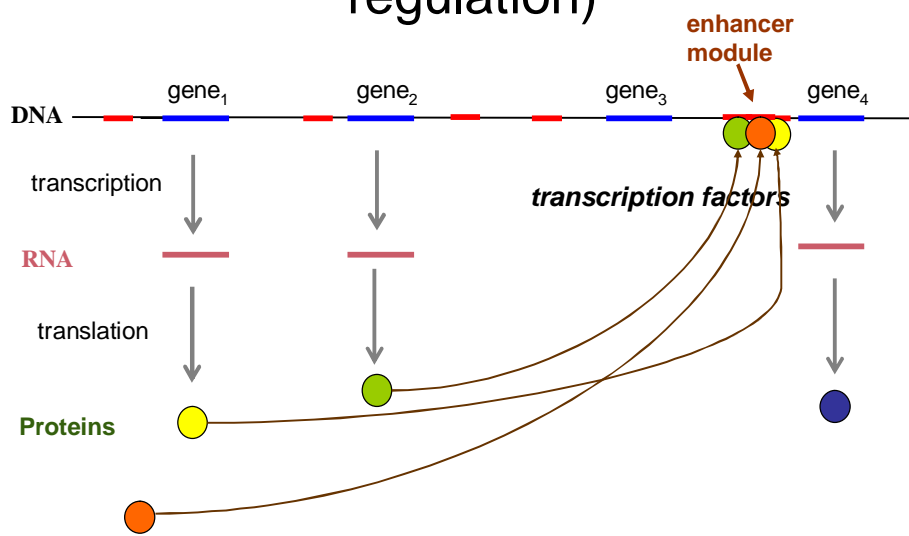 regulation)
enhancer
module
gene₁ gene₂ gene₃ gene₄
DNA
transcription
transcription factors
RNA
translation
Proteins